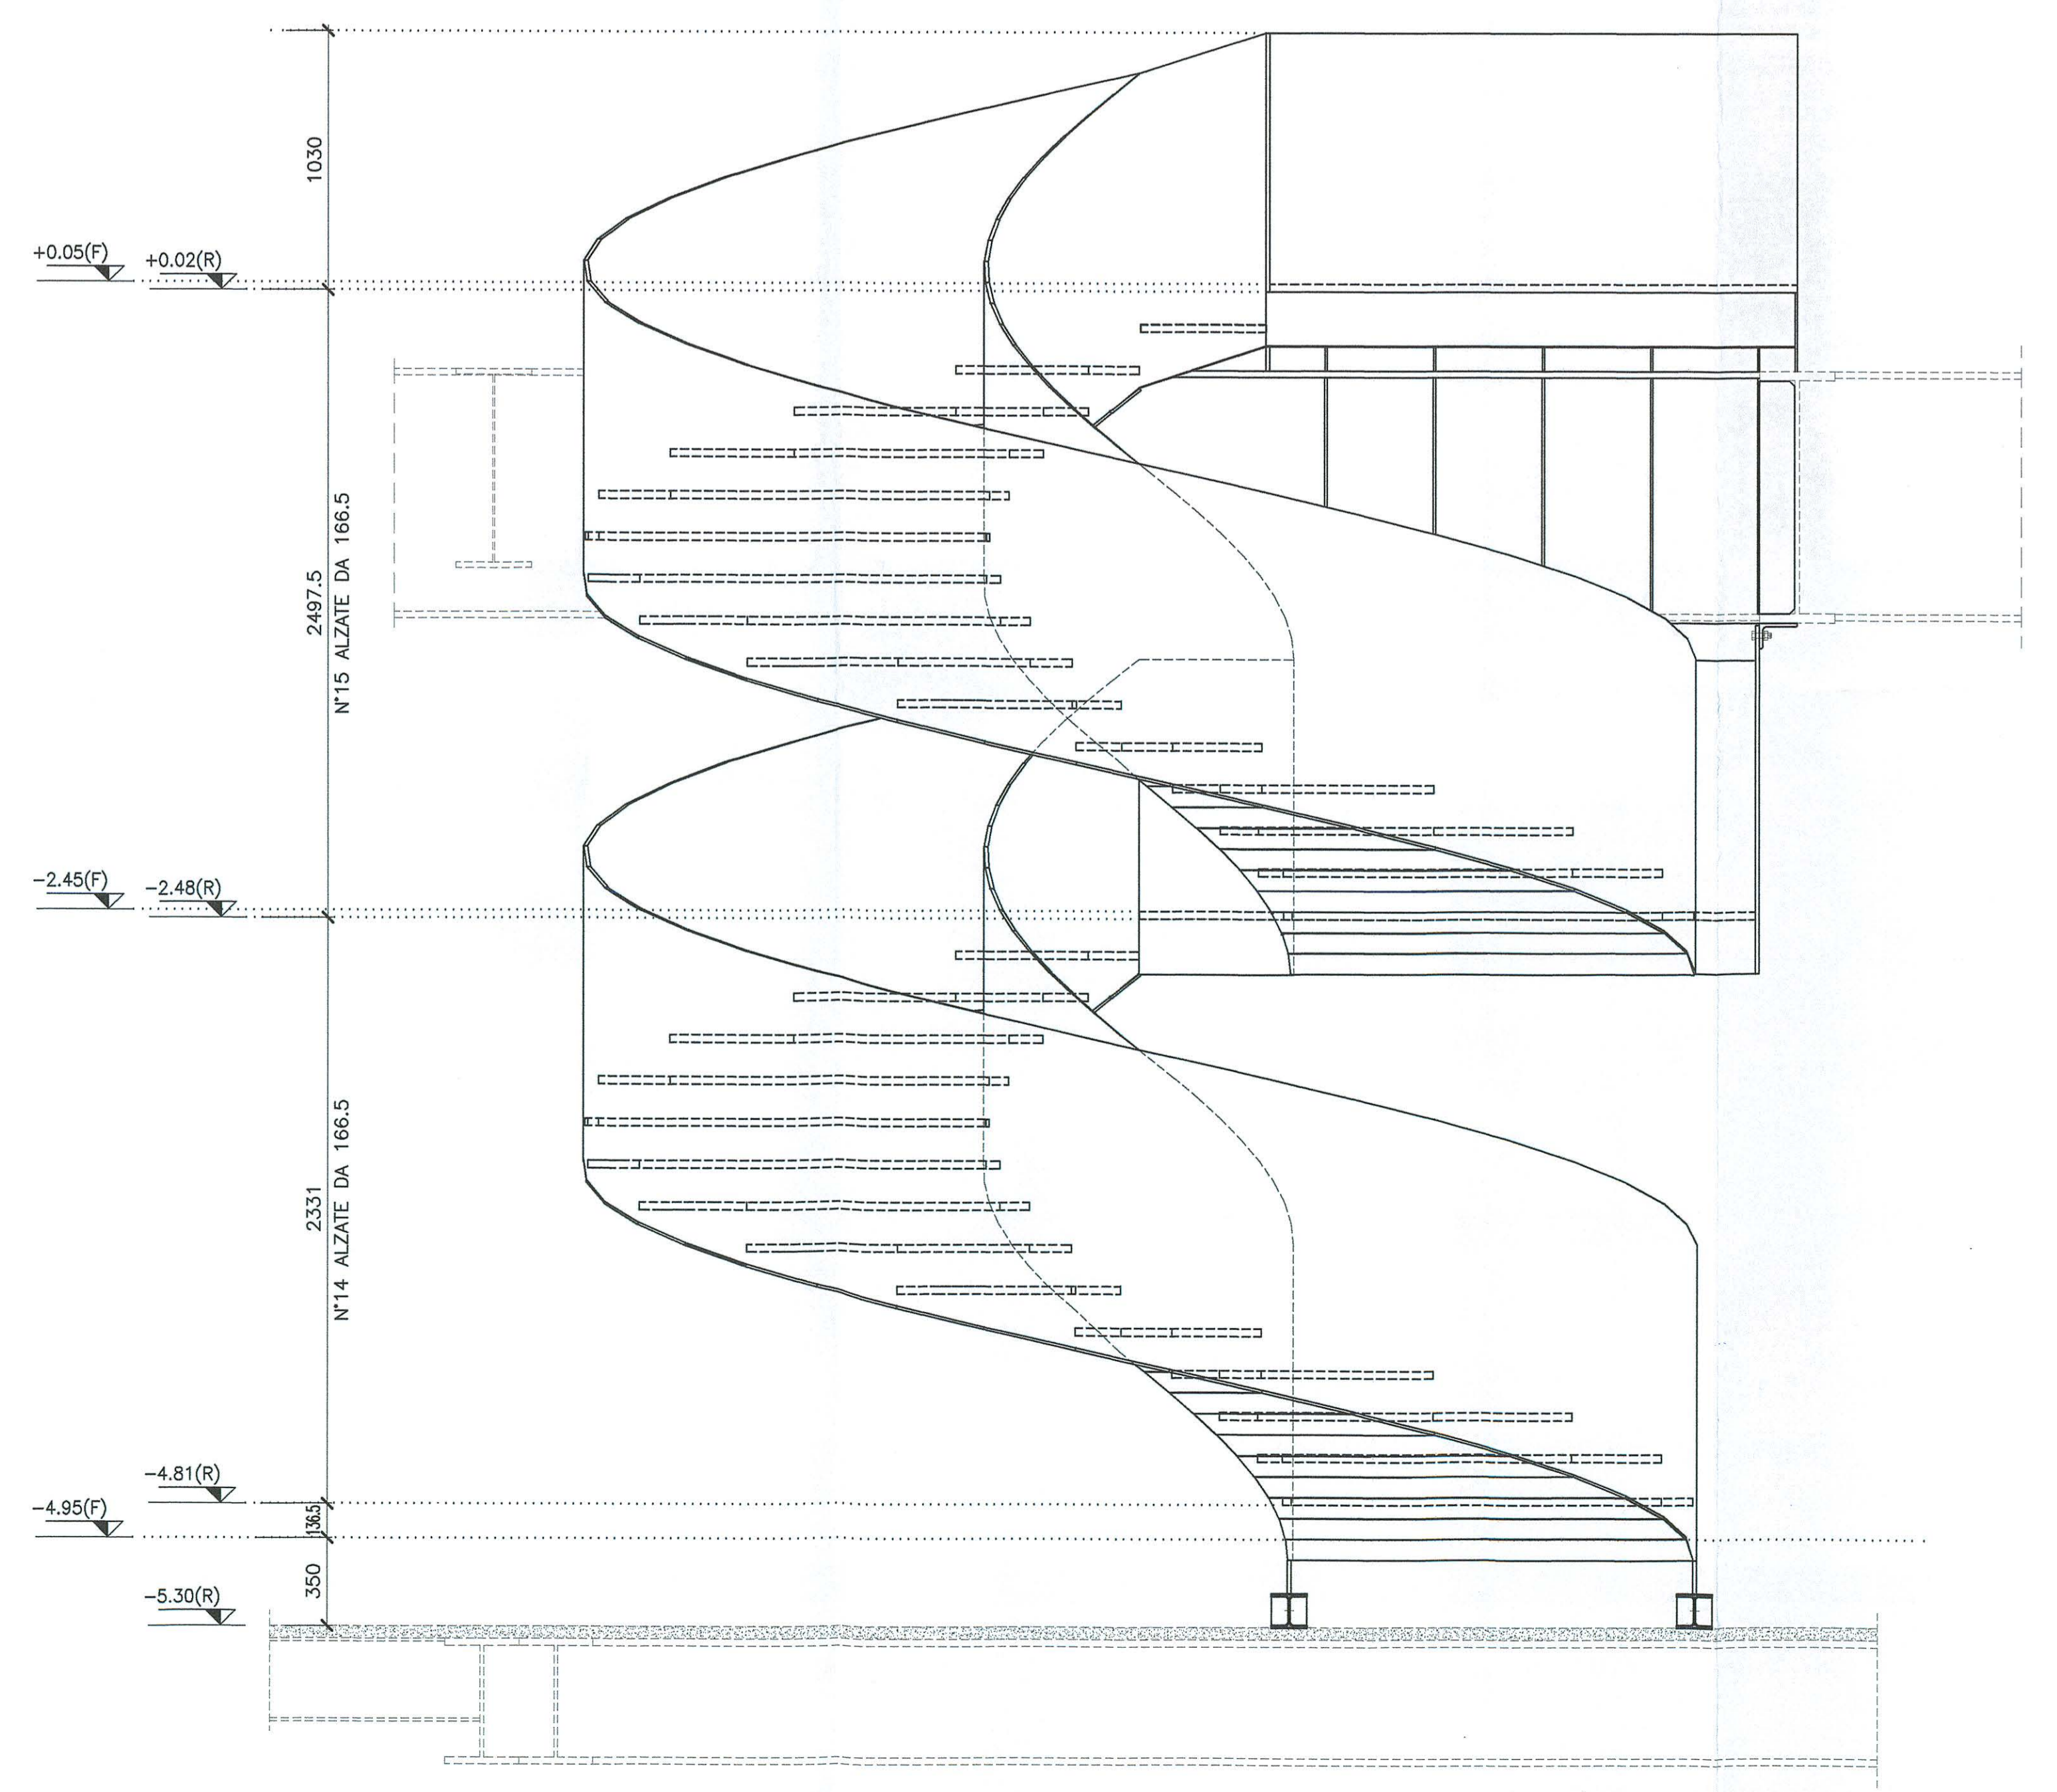 1030
+0.05(F)
+0.02(R)
2497.5
N°15 ALZATE DA 166.5
-2.45(F)
-2.48(R)
2331
N°14 ALZATE DA 166.5
-4.81(R)
-4.95(F)
136.5
350
-5.30(R)